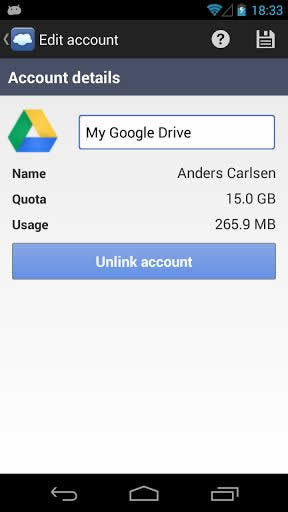 18:33
Edit account
?
Account details
My Google Drive
Name Anders Carlsen
Quota 15.0 GB
Usage 265.9 MB
Unlink account